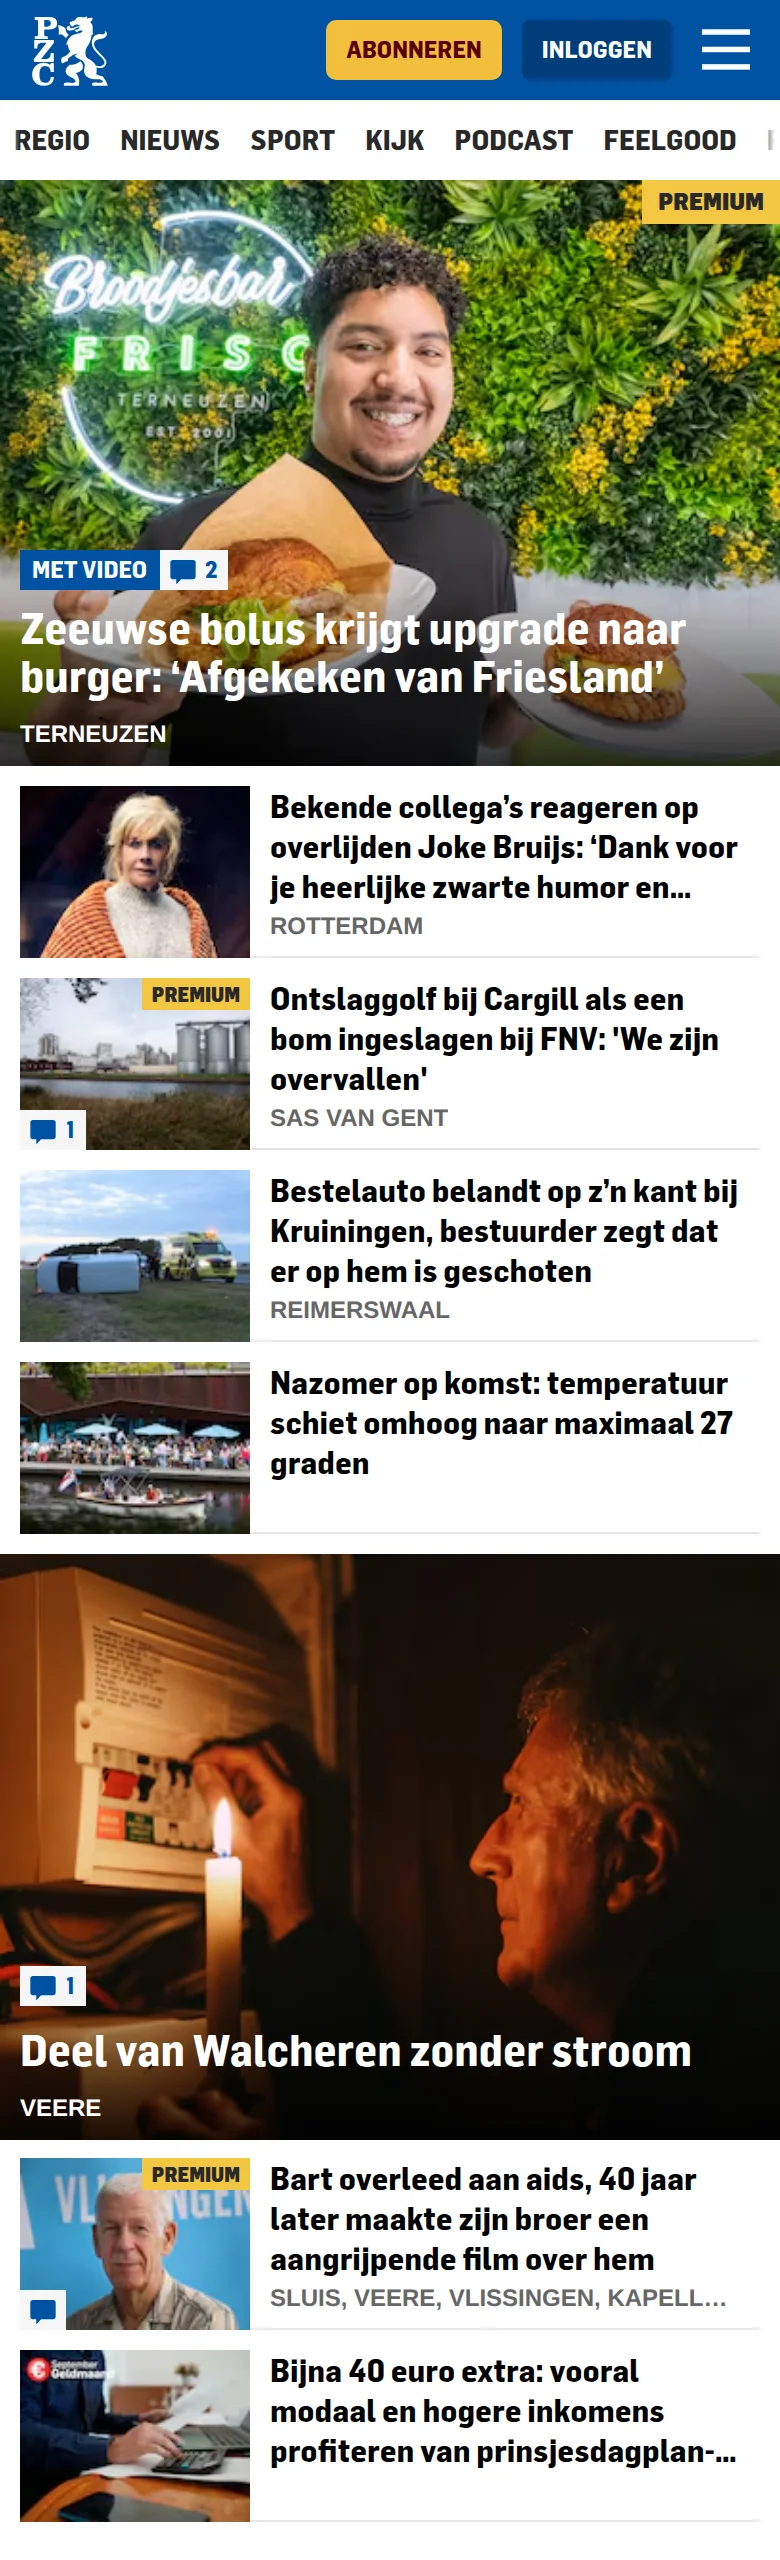 PZC
ABONNEREN
INLOGGEN
REGIO NIEUWS SPORT KIJK PODCAST FEELGOOD
PREMIUM
Broodjesbar
FRISC
TERNEUZEN
EST 2001
MET VIDEO 2
Zeeuwse bolus krijgt upgrade naar
burger: ‘Afgekeken van Friesland’
TERNEUZEN
Bekende collega’s reageren op
overlijden Joke Bruijs: ‘Dank voor
je heerlijke zwarte humor en...
ROTTERDAM
PREMIUM
1
Ontslaggolf bij Cargill als een
bom ingeslagen bij FNV: 'We zijn
overvallen'
SAS VAN GENT
Bestelauto belandt op z’n kant bij
Kruiningen, bestuurder zegt dat
er op hem is geschoten
REIMERSWAAL
Nazomer op komst: temperatuur
schiet omhoog naar maximaal 27
graden
1
Deel van Walcheren zonder stroom
VEERE
PREMIUM
Bart overleed aan aids, 40 jaar
later maakte zijn broer een
aangrijpende film over hem
SLUIS, VEERE, VLISSINGEN, KAPELL...
€ September
Geldmaand
Bijna 40 euro extra: vooral
modaal en hogere inkomens
profiteren van prinsjesdagplan-...